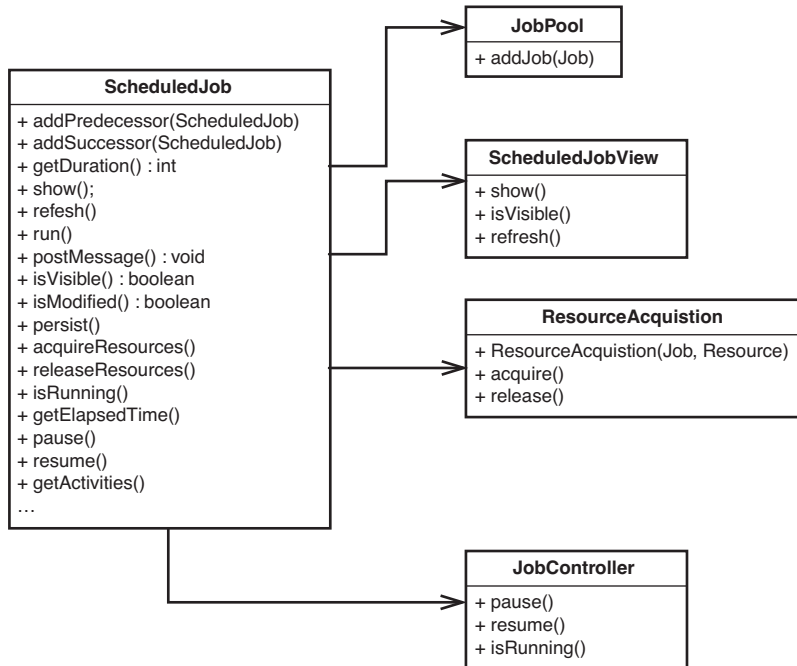 ScheduledJob
+ addPredecessor(ScheduledJob)
+ addSuccessor(ScheduledJob)
+ getDuration() : int
+ show();
+ refesh()
+ run()
+ postMessage() : void
+ isVisible() : boolean
+ isModified() : boolean
+ persist()
+ acquireResources()
+ releaseResources()
+ isRunning()
+ getElapsedTime()
+ pause()
+ resume()
+ getActivities()
…
JobPool
+ addJob(Job)
ScheduledJobView
+ show()
+ isVisible()
+ refresh()
ResourceAcquistion
+ ResourceAcquistion(Job, Resource)
+ acquire()
+ release()
JobController
+ pause()
+ resume()
+ isRunning()